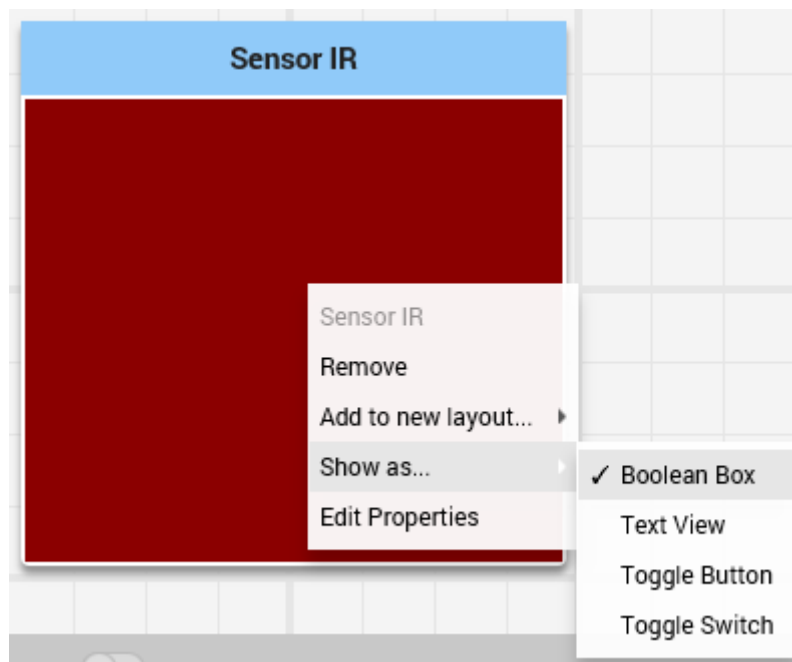 Sensor IR
Sensor IR
Remove
Add to new layout...
Show as...
Edit Properties
✓ Boolean Box
Text View
Toggle Button
Toggle Switch